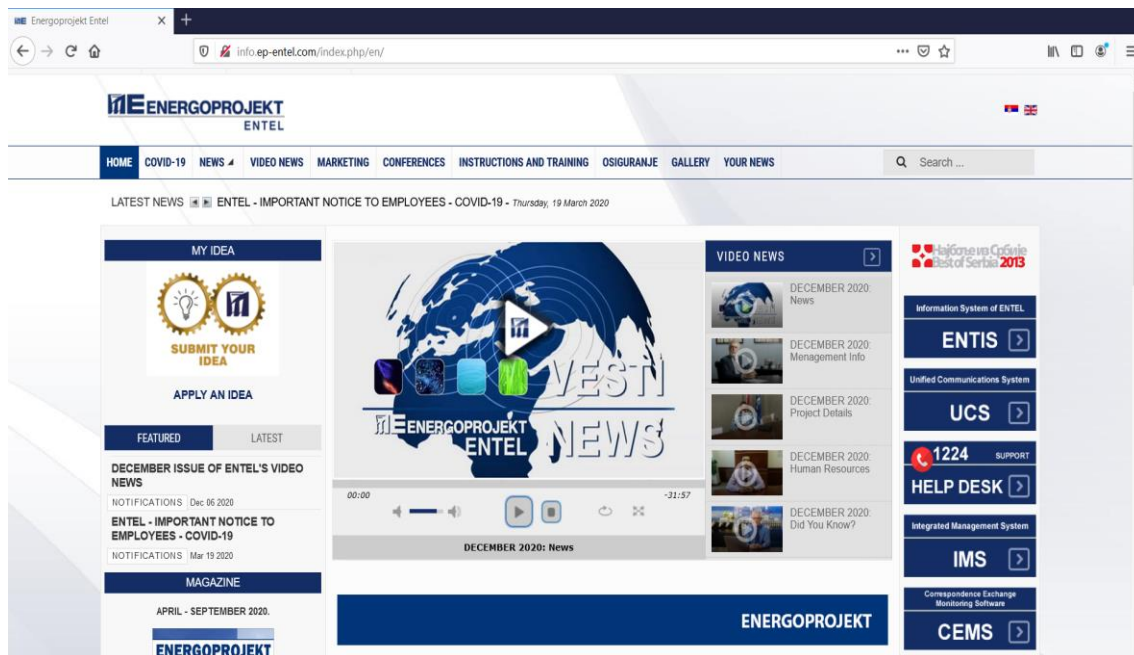 Energoprojekt Entel
info.ep-entel.com/index.php/en/
ENERGOPROJEKT
ENTEL
HOME COVID-19 NEWS VIDEO NEWS MARKETING CONFERENCES INSTRUCTIONS AND TRAINING OSIGURANJE GALLERY YOUR NEWS
Search ...
LATEST NEWS ENTEL - IMPORTANT NOTICE TO EMPLOYEES - COVID-19 - Thursday, 19 March 2020
MY IDEA
SUBMIT YOUR
IDEA
APPLY AN IDEA
FEATURED LATEST
DECEMBER ISSUE OF ENTEL'S VIDEO
NEWS
NOTIFICATIONS Dec 06 2020
ENTEL - IMPORTANT NOTICE TO
EMPLOYEES - COVID-19
NOTIFICATIONS Mar 19 2020
MAGAZINE
APRIL - SEPTEMBER 2020.
ENERGOPROJEKT
VESTI
ENERGOPROJEKT
ENTEL
NEWS
00:00 -31:57
DECEMBER 2020: News
VIDEO NEWS
DECEMBER 2020:
News
DECEMBER 2020:
Menagement Info
DECEMBER 2020:
Project Details
DECEMBER 2020:
Human Resources
DECEMBER 2020:
Did You Know?
ENERGOPROJEKT
Најбоље из Србије
Best of Serbia 2013
Information System of ENTEL
ENTIS
Unified Communications System
UCS
1224 SUPPORT
HELP DESK
Integrated Management System
IMS
Correspondence Exchange
Monitoring Software
CEMS